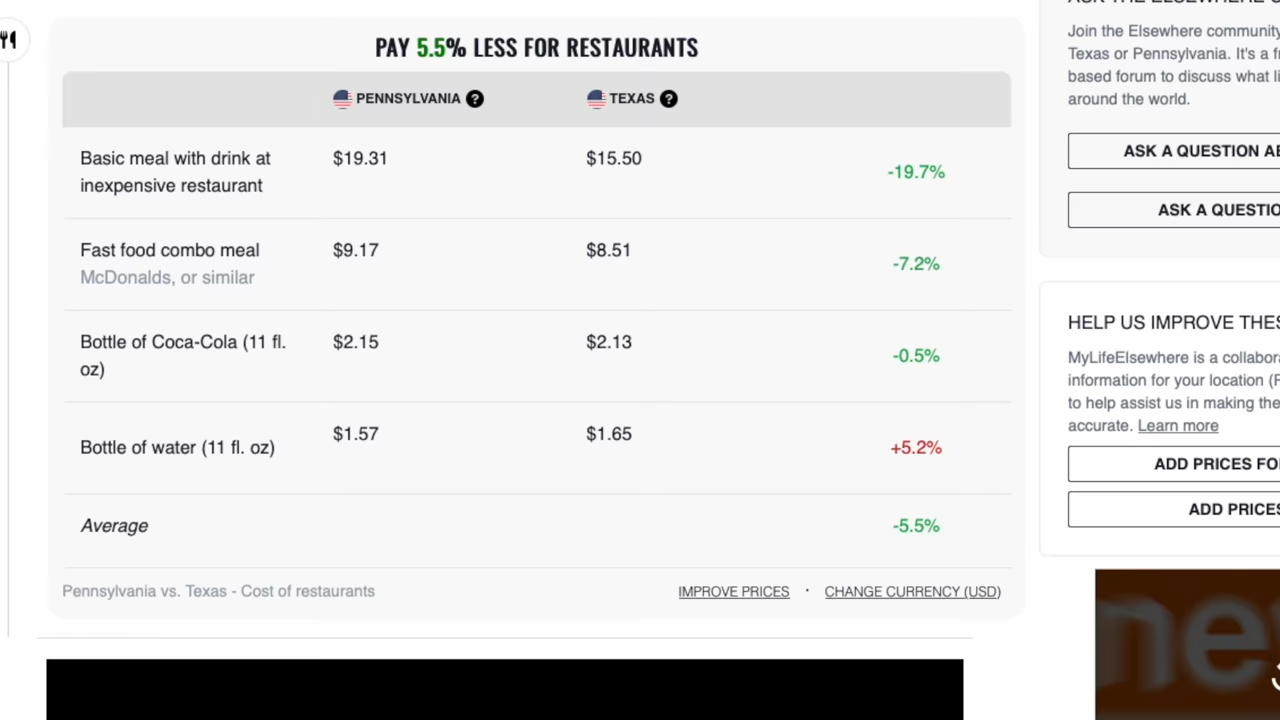 PAY 5.5% LESS FOR RESTAURANTS
PENNSYLVANIA ?
TEXAS ?
Basic meal with drink at
inexpensive restaurant
$19.31
$15.50
-19.7%
Fast food combo meal
McDonalds, or similar
$9.17
$8.51
-7.2%
Bottle of Coca-Cola (11 fl.
oz)
$2.15
$2.13
-0.5%
Bottle of water (11 fl. oz)
$1.57
$1.65
+5.2%
Average
-5.5%
Pennsylvania vs. Texas - Cost of restaurants
IMPROVE PRICES · CHANGE CURRENCY (USD)
Join the Elsewhere community
Texas or Pennsylvania. It's a
based forum to discuss what
around the world.
ASK A QUESTION
ASK A
HELP US IMPROVE
MyLifeElsewhere is a
information for your location
to help assist us in making
accurate. Learn more
ADD PRICES
ADD PRICES